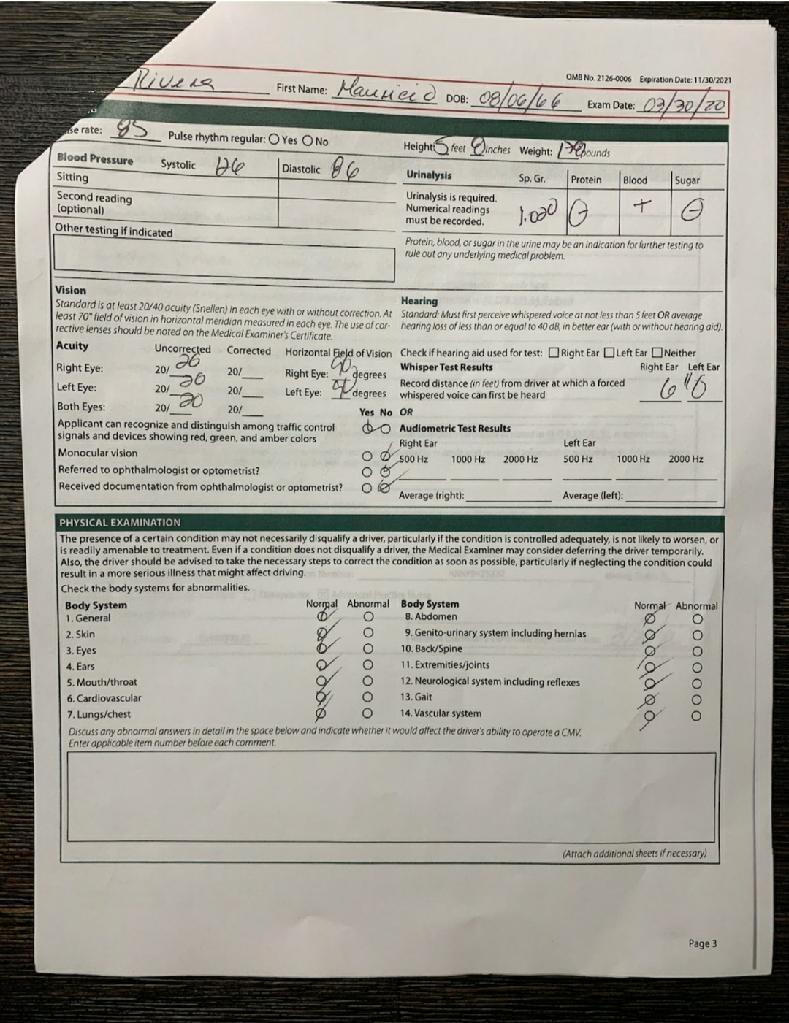 OMB No. 2126-0006 Expiration Date: 11/30/2021
Rivera First Name: Mauricio DOB: 08/06/66 Exam Date: 03/30/20
se rate: 85 Pulse rhythm regular: Yes No
Height: 5 feet inches Weight: pounds
Blood Pressure Systolic 126 Diastolic 86
Sitting
Second reading
(optional)
Other testing if indicated
Urinalysis Sp. Gr. Protein Blood Sugar
Urinalysis is required.
Numerical readings
must be recorded.
+
Protein, blood, or sugar in the urine may be an indication for further testing to
rule out any underlying medical problem.
Vision
Standard is at least 20/40 acuity (Snellen) in each eye with or without correction. At
least 70° field of vision in horizontal meridian measured in each eye. The use of cor-
rective lenses should be noted on the Medical Examiner's Certificate.
Acuity Uncorrected Corrected Horizontal Field of Vision
Right Eye: 20/20 20/ Right Eye: degrees
Left Eye: 20/20 20/ Left Eye: degrees
Both Eyes: 20/20 20/
Yes No
Applicant can recognize and distinguish among traffic control
signals and devices showing red, green, and amber colors
Monocular vision
Referred to ophthalmologist or optometrist?
Received documentation from ophthalmologist or optometrist?
Hearing
Standard: Must first perceive whispered voice at not less than 5 feet OR average
hearing loss of less than or equal to 40 dB, in better ear (with or without hearing aid).
Check if hearing aid used for test: Right Ear Left Ear Neither
Whisper Test Results Right Ear Left Ear
Record distance (in feet) from driver at which a forced
whispered voice can first be heard 6
OR
Audiometric Test Results
Right Ear Left Ear
500 Hz 1000 Hz 2000 Hz 500 Hz 1000 Hz 2000 Hz
Average (right): Average (left):
PHYSICAL EXAMINATION
The presence of a certain condition may not necessarily disqualify a driver, particularly if the condition is controlled adequately, is not likely to worsen, or
is readily amenable to treatment. Even if a condition does not disqualify a driver, the Medical Examiner may consider deferring the driver temporarily.
Also, the driver should be advised to take the necessary steps to correct the condition as soon as possible, particularly if neglecting the condition could
result in a more serious illness that might affect driving.
Check the body systems for abnormalities.
Body System Normal Abnormal Body System Normal Abnormal
1. General 8. Abdomen
2. Skin 9. Genito-urinary system including hernias
3. Eyes 10. Back/Spine
4. Ears 11. Extremities/joints
5. Mouth/throat 12. Neurological system including reflexes
6. Cardiovascular 13. Gait
7. Lungs/chest 14. Vascular system
Discuss any abnormal answers in detail in the space below and indicate whether it would affect the driver's ability to operate a CMV.
Enter applicable item number before each comment.
(Attach additional sheets if necessary)
Page 3